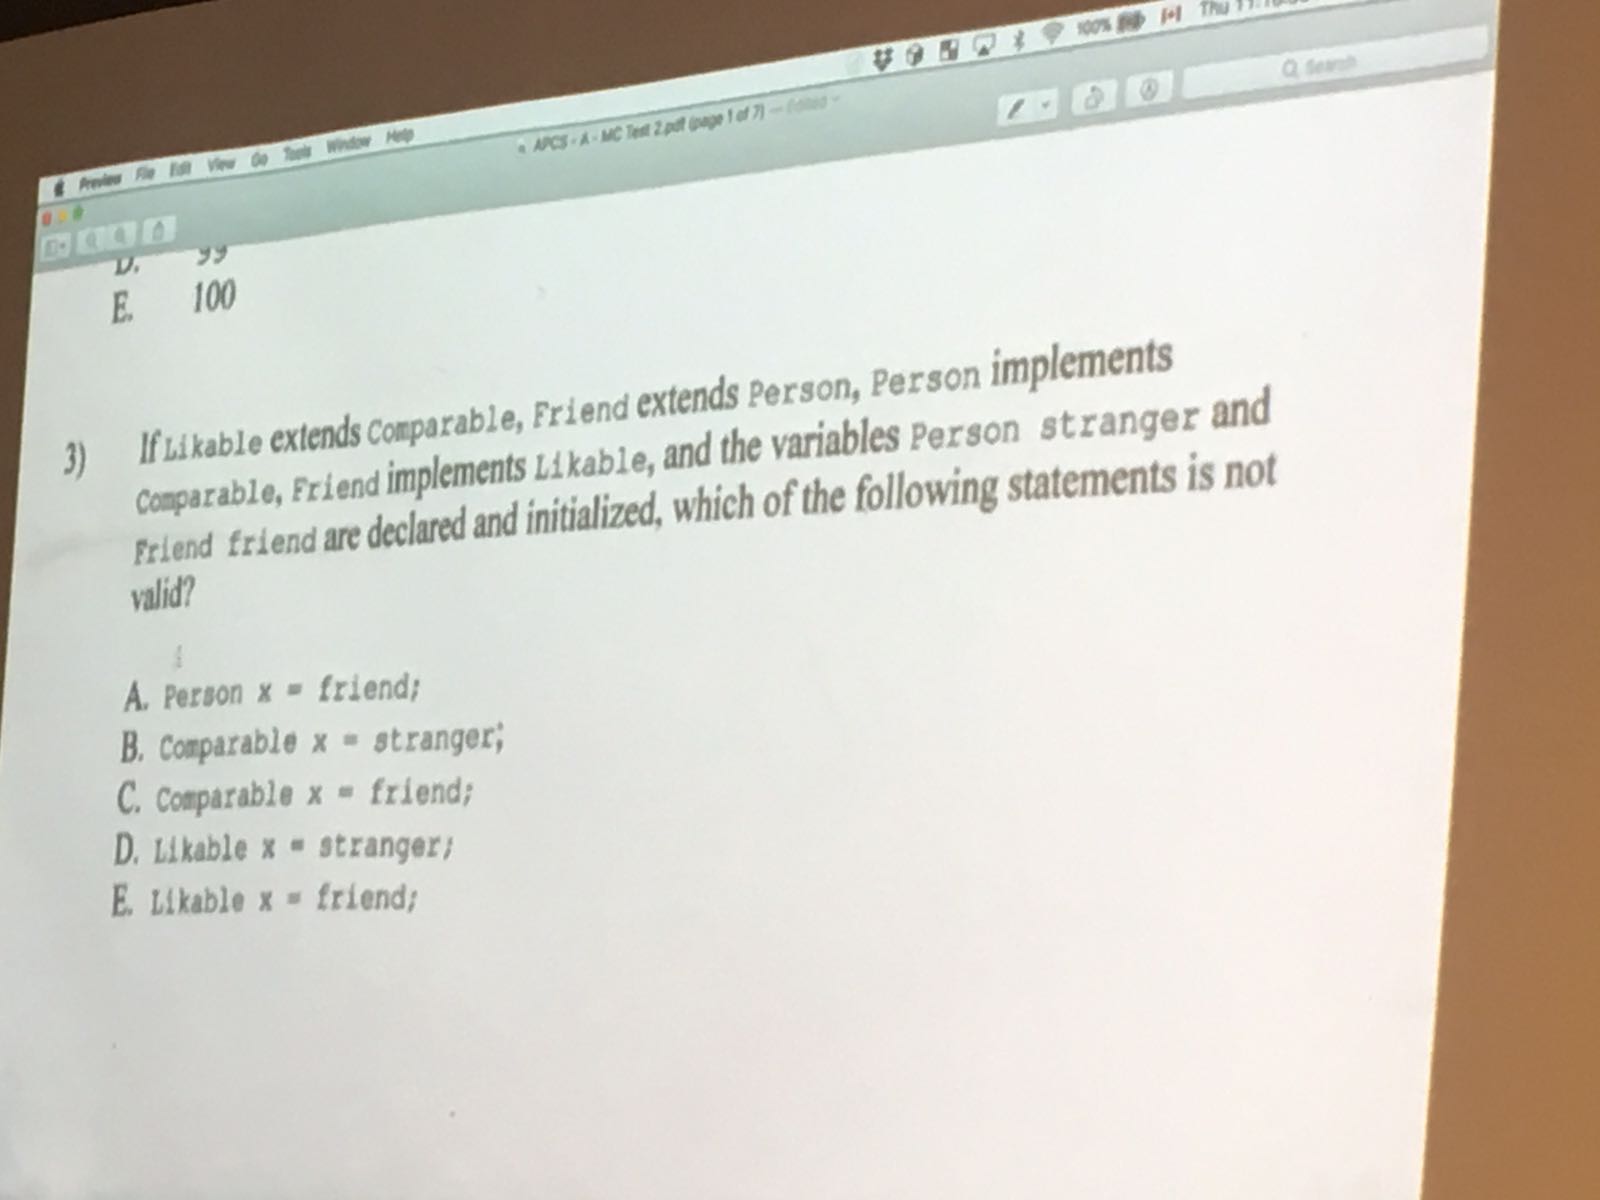 100%
Thu
Preview File Edit View Go Tools Window Help
APCS - A - MC Test 2.pdf (page 1 of 7) — Edited
Search
D. 99
E. 100
3) If Likable extends Comparable, Friend extends Person, Person implements
Comparable, Friend implements Likable, and the variables Person stranger and
Friend friend are declared and initialized, which of the following statements is not
valid?
A. Person x = friend;
B. Comparable x = stranger;
C. Comparable x = friend;
D. Likable x = stranger;
E. Likable x = friend;